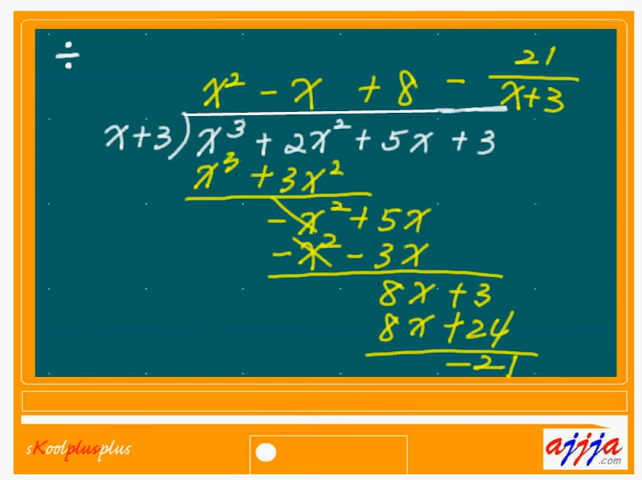 ÷
x² - x + 8 - 21/(x+3)
x+3)x³ + 2x² + 5x + 3
x³ + 3x²
-x² + 5x
-x² - 3x
8x + 3
8x + 24
-21
sKoolplusplus
ajjja
.com